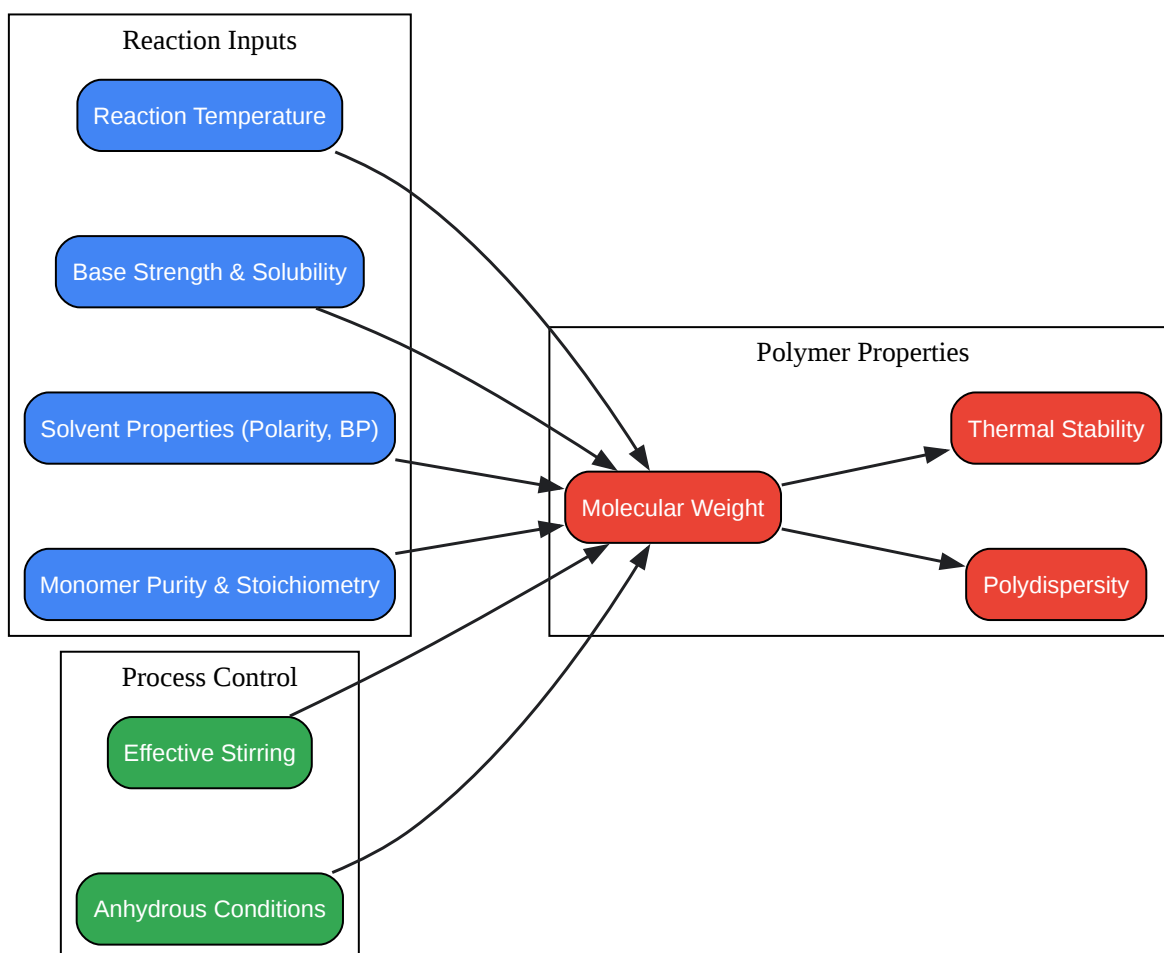 Reaction Inputs
Reaction Temperature
Base Strength & Solubility
Solvent Properties (Polarity, BP)
Monomer Purity & Stoichiometry
Process Control
Effective Stirring
Anhydrous Conditions
Polymer Properties
Molecular Weight
Thermal Stability
Polydispersity